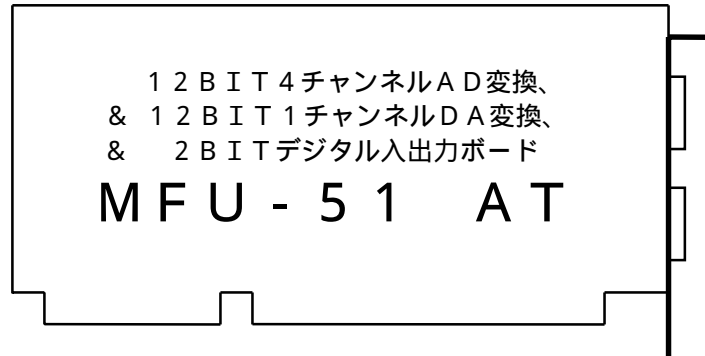 １２ＢＩＴ４チャンネルＡＤ変換、
＆ １２ＢＩＴ１チャンネルＤＡ変換、
＆ ２ＢＩＴデジタル入出力ボード
ＭＦＵ-５１ ＡＴ